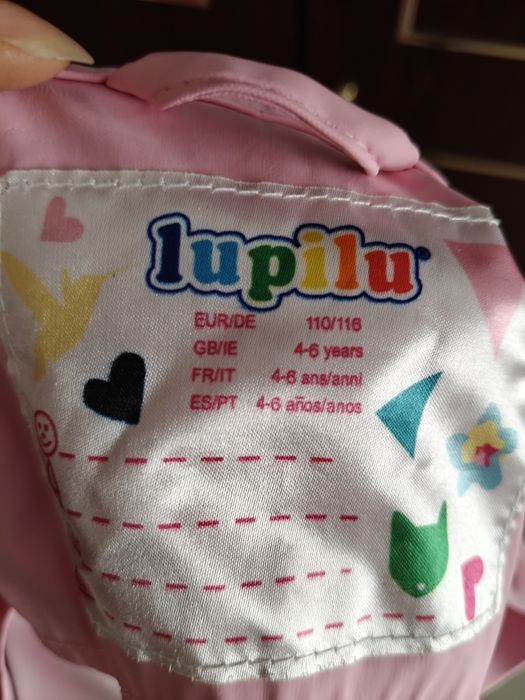 lupilu®
EUR/DE 110/116
GB/IE 4-6 years
FR/IT 4-6 ans/anni
ES/PT 4-6 años/anos